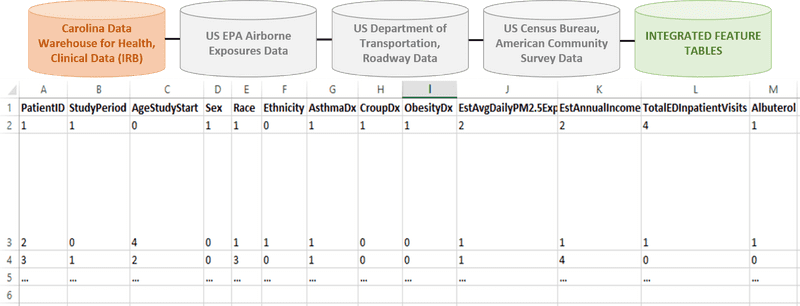 Carolina Data
Warehouse for Health,
Clinical Data (IRB)
US EPA Airborne
Exposures Data
US Department of
Transportation,
Roadway Data
US Census Bureau,
American Community
Survey Data
INTEGRATED FEATURE
TABLES
A B C D E F G H I J K L M
1 PatientID StudyPeriod AgeStudyStart Sex Race Ethnicity AsthmaDx CroupDx ObesityDx EstAvgDailyPM2.5Exp EstAnnualIncome TotalEDInpatientVisits Albuterol
2 1 1 0 1 1 0 1 1 1 2 2 4 1
3 2 0 4 0 1 1 1 0 0 1 1 1 1
4 3 1 2 0 3 0 1 0 0 1 4 0 0
5 ... ... ... ... ... ... ... ... ... ... ... ... ...
6